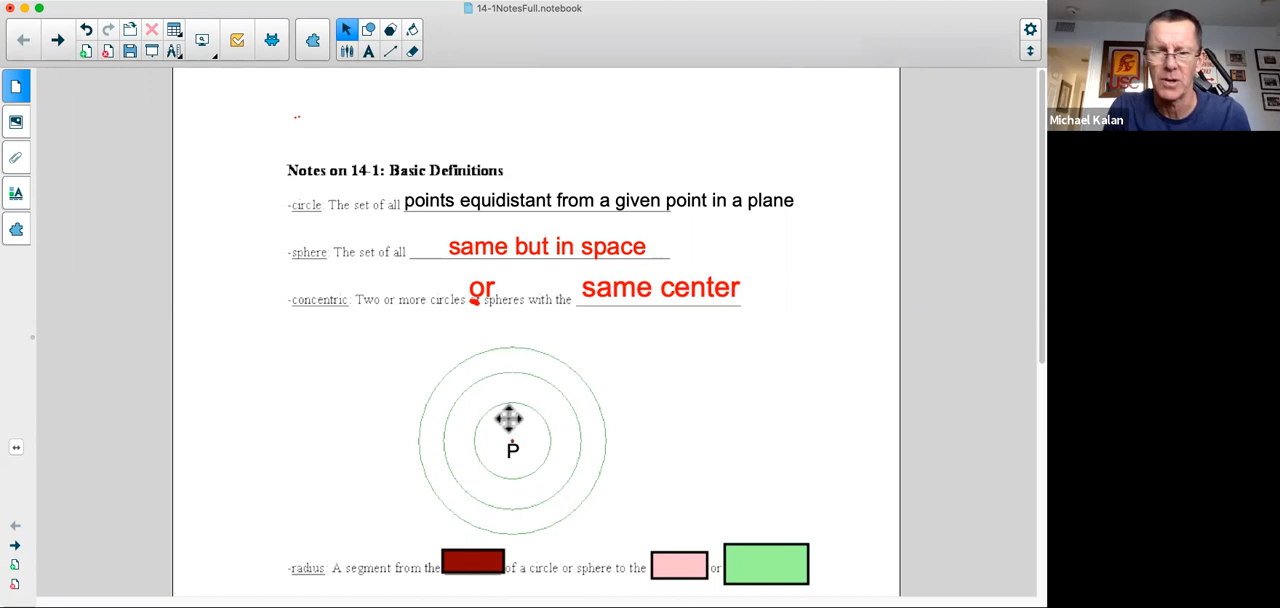 14-1NotesFull.notebook
USC
Michael Kalan
Notes on 14-1: Basic Definitions
-circle: The set of all points equidistant from a given point in a plane
-sphere: The set of all same but in space
or
-concentric: Two or more circles spheres with the same center
P
-radius: A segment from the of a circle or sphere to the or